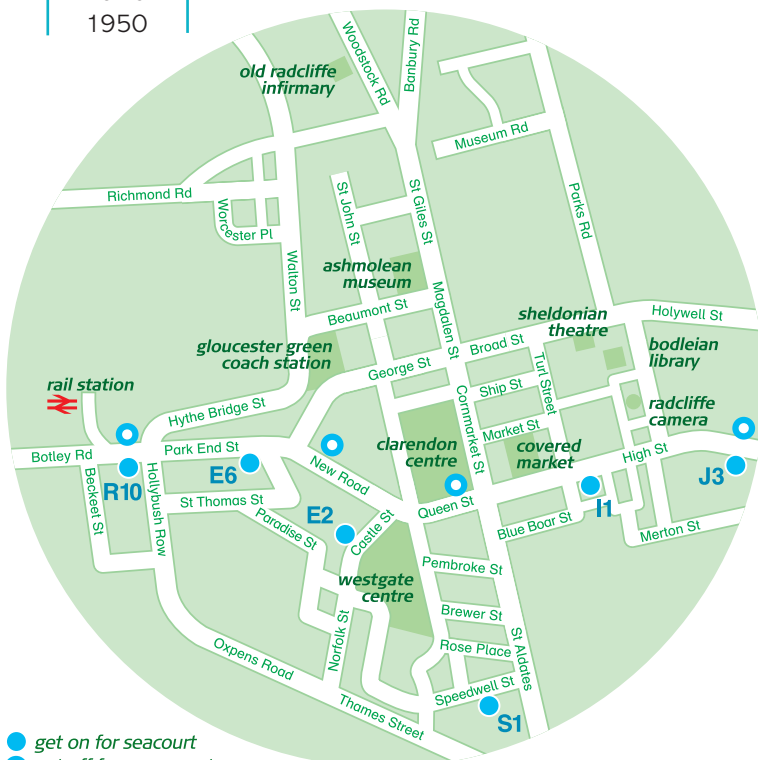 1950
old radcliffe
infirmary
Woodstock Rd
Banbury Rd
Museum Rd
Richmond Rd
Worcester Pl
St John St
St Giles St
Parks Rd
Walton St
ashmolean
museum
Beaumont St
Magdalen St
sheldonian
theatre
Holywell St
gloucester green
coach station
George St
Broad St
bodleian
library
rail station
Ship St
Turl Street
radcliffe
camera
Hythe Bridge St
Cornmarket St
Market St
clarendon
centre
covered
market
High St
Botley Rd
Park End St
New Road
Beckeet St
R10
Hollybush Row
E6
J3
St Thomas St
Paradise St
E2
Castle St
Queen St
I1
Blue Boar St
Merton St
Pembroke St
westgate
centre
Brewer St
Norfolk St
Rose Place
St Aldates
Oxpens Road
Speedwell St
Thames Street
S1
get on for seacourt